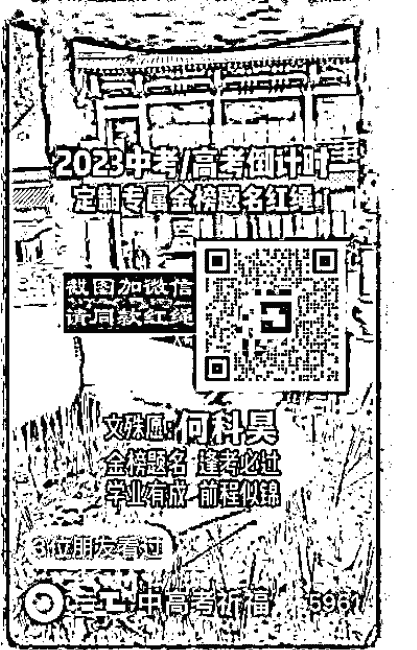 2023中考/高考倒计时
定制专属金榜题名红绳
截图加微信
请同款红绳
文殊愿:何科昊
金榜题名 逢考必过
学业有成 前程似锦
3位朋友看过
中高考祈福 5961